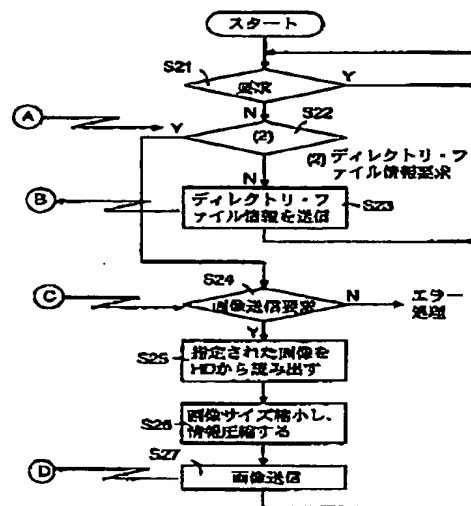 スタート
S21
要求
Y
N
S22
A
Y
(2)
(2) ディレクトリ・フ
ァイル情報要求
N
B
ディレクトリ・フ
ァイル情報を送信
S23
S24
C
画像送信要求
N
エラー
処理
Y
S25
指定された画像を
HDから読み出す
S26
画像サイズ縮小し、
情報圧縮する
S27
D
画像送信